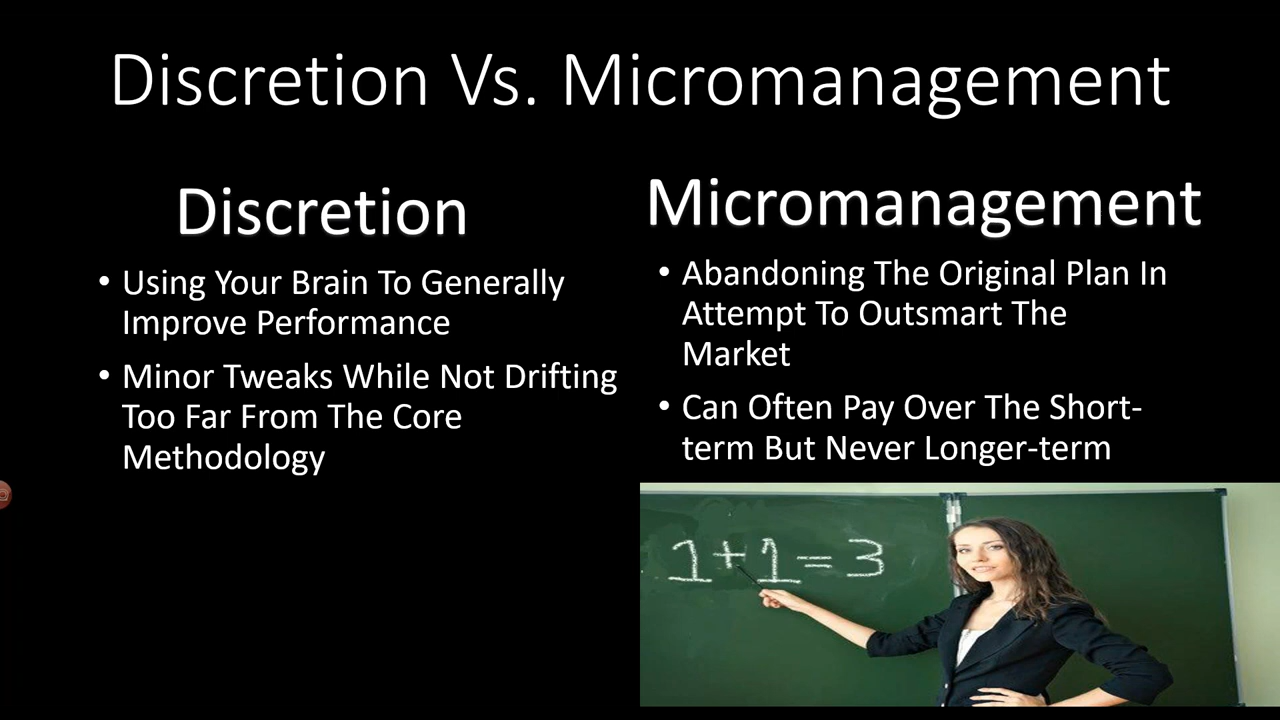 Discretion Vs. Micromanagement
Discretion
• Using Your Brain To Generally
Improve Performance
• Minor Tweaks While Not Drifting
Too Far From The Core
Methodology
Micromanagement
• Abandoning The Original Plan In
Attempt To Outsmart The
Market
• Can Often Pay Over The Short-
term But Never Longer-term
1+1=3